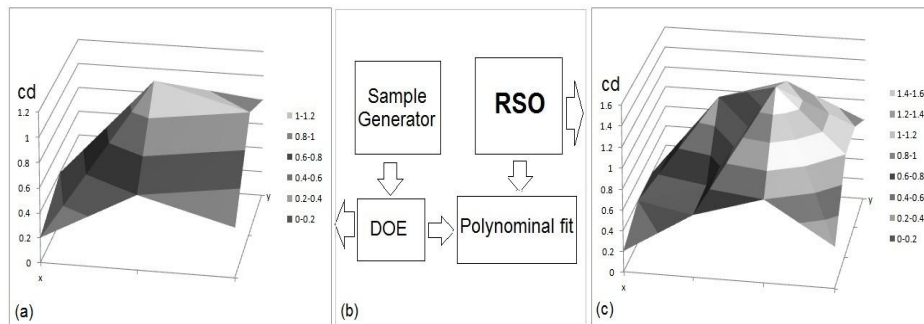 cd
1.2
1
0.8
0.6
0.4
0.2
0
x
y
1-1.2
0.8-1
0.6-0.8
0.4-0.6
0.2-0.4
0-0.2
(a)
Sample
Generator
RSO
DOE
Polynominal fit
(b)
cd
1.6
1.4
1.2
1
0.8
0.6
0.4
0.2
0
x
y
1.4-1.6
1.2-1.4
1-1.2
0.8-1
0.6-0.8
0.4-0.6
0.2-0.4
0-0.2
(c)